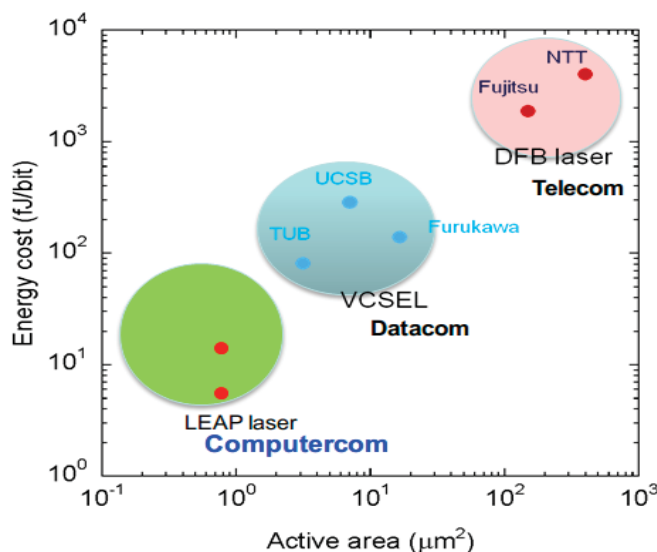 10⁴
10³
10²
10¹
10⁰
Energy cost (fJ/bit)
NTT
Fujitsu
DFB laser
Telecom
UCSB
TUB
Furukawa
VCSEL
Datacom
LEAP laser
Computercom
10⁻¹ 10⁰ 10¹ 10² 10³
Active area (μm²)